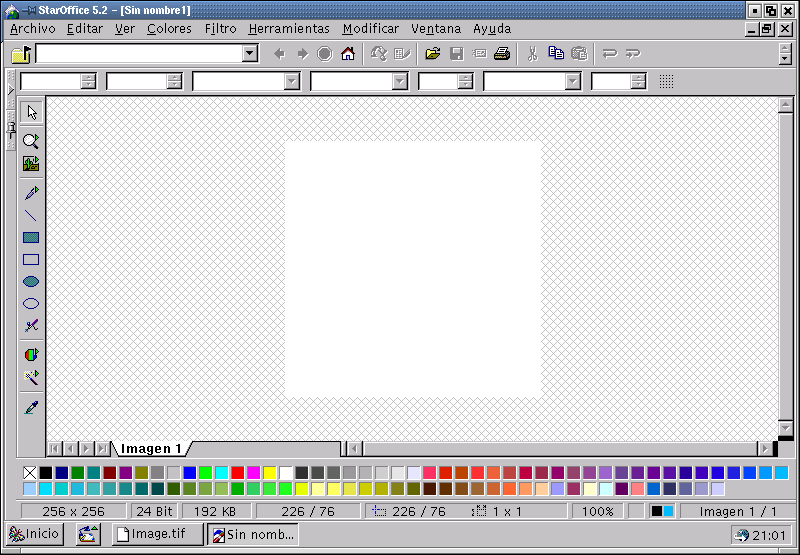 StarOffice 5.2 – [Sin nombre1]
Archivo Editar Ver Colores Filtro Herramientas Modificar Ventana Ayuda
Imagen 1
256 x 256 24 Bit 192 KB 226 / 76 226 / 76 1 x 1 100% Imagen 1 / 1
Inicio Image.tif Sin nomb... 21:01